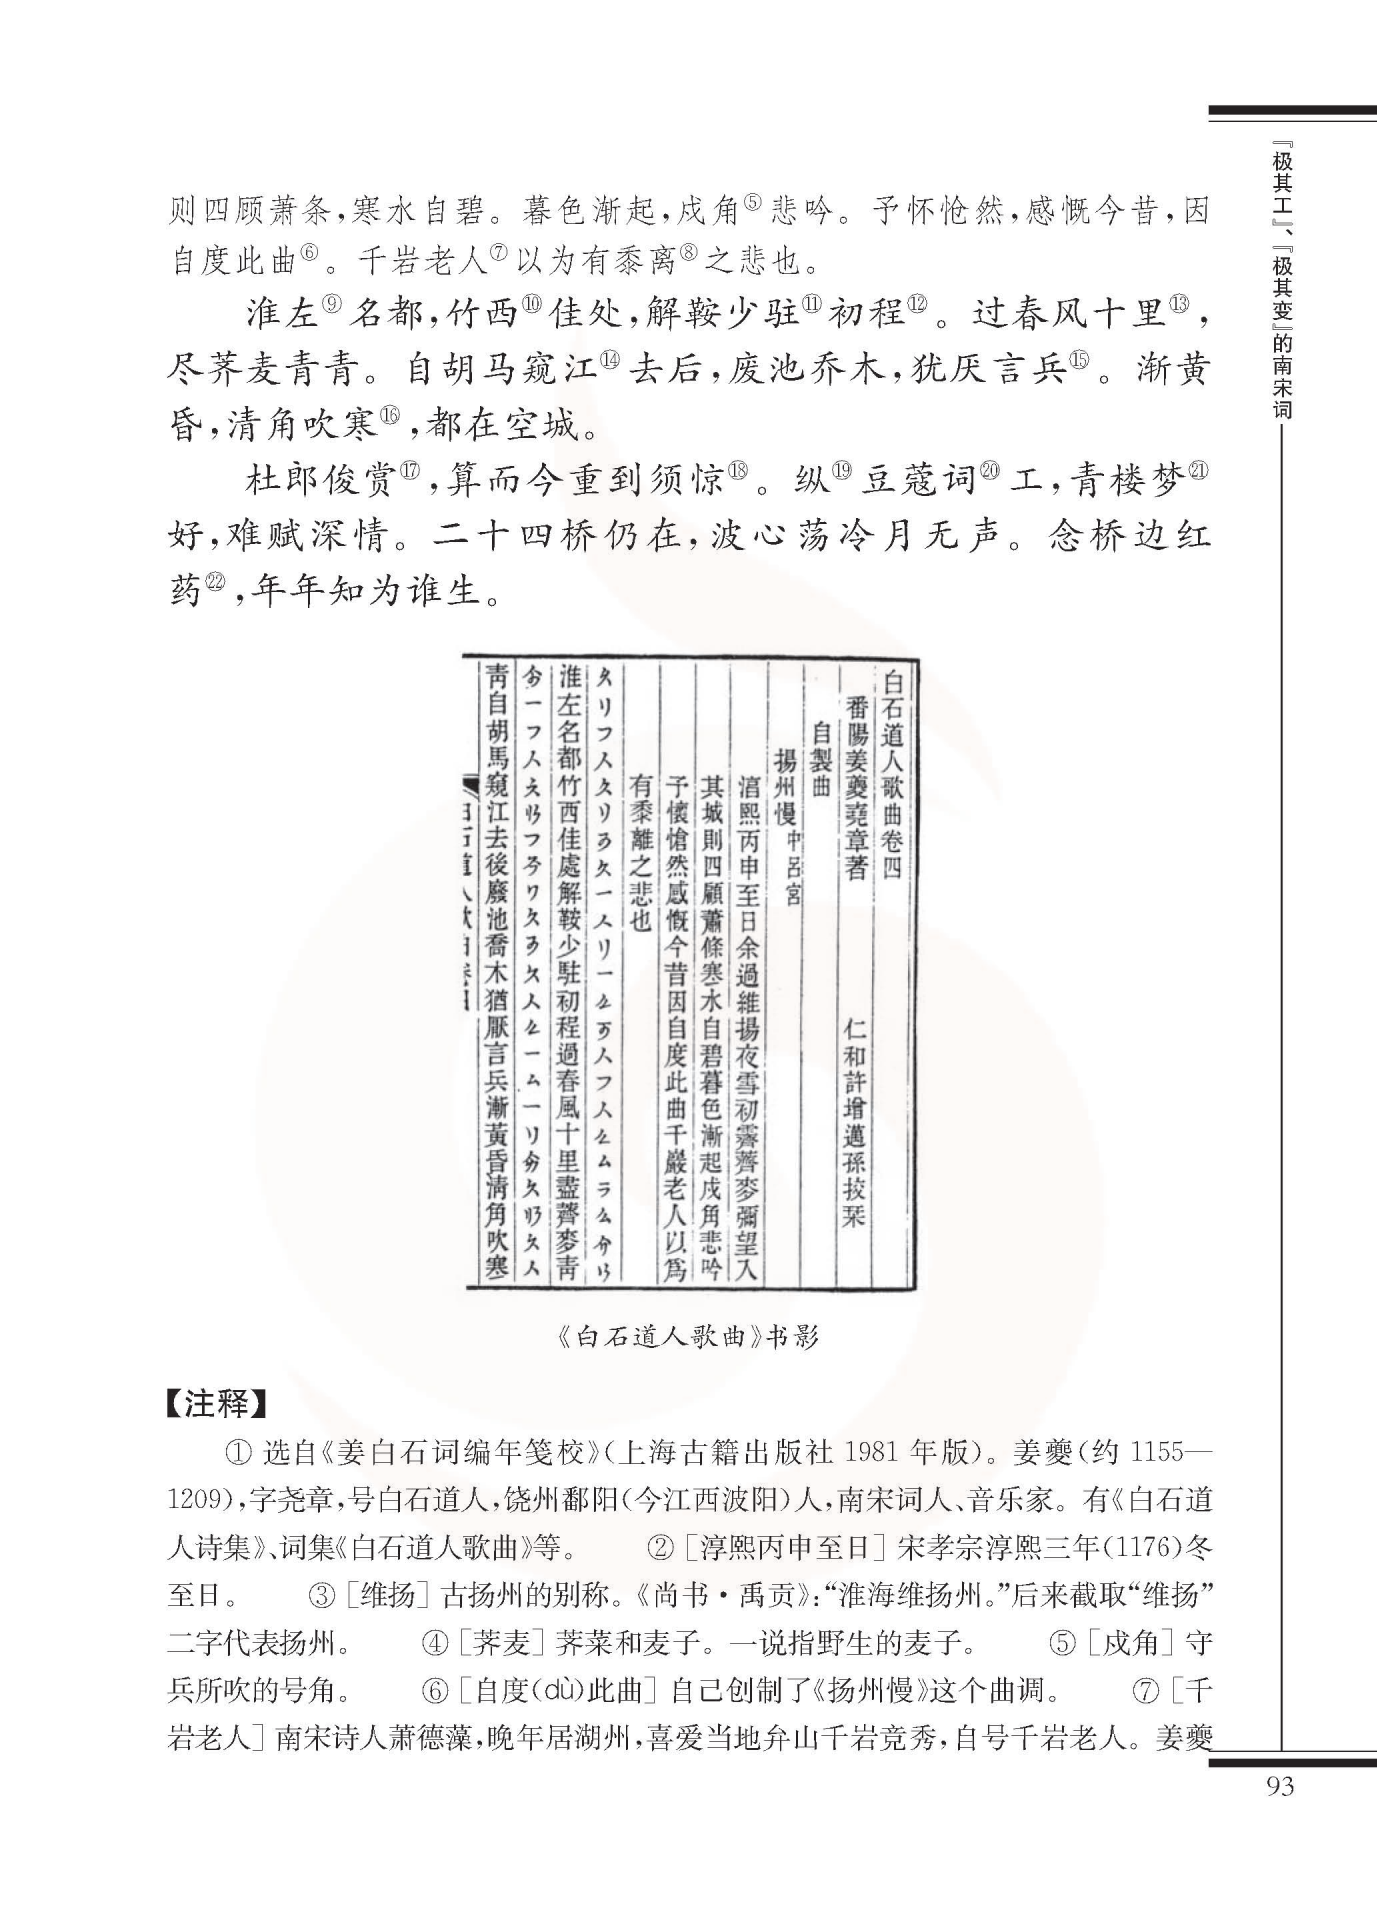 『极其工』、『极其变』的南宋词
则四顾萧条,寒水自碧。暮色渐起,戍角⑤悲吟。予怀怆然,感慨今昔,因
自度此曲⑥。千岩老人⑦以为有黍离⑧之悲也。
淮左⑨名都,竹西⑩佳处,解鞍少驻⑪初程⑫。过春风十里⑬,
尽荠麦青青。自胡马窥江⑭去后,废池乔木,犹厌言兵⑮。渐黄
昏,清角吹寒⑯,都在空城。
杜郎俊赏⑰,算而今重到须惊⑱。纵⑲豆蔻词⑳工,青楼梦㉑
好,难赋深情。二十四桥仍在,波心荡冷月无声。念桥边红
药㉒,年年知为谁生。
白石道人歌曲卷四
番陽姜夔堯章著 仁和許增邁孫挍栞
自製曲
揚州慢中呂宮
淳熙丙申至日余過維揚夜雪初霽薺麥彌望入
其城則四顧蕭條寒水自碧暮色漸起戍角悲吟
予懷愴然感慨今昔因自度此曲千巖老人以爲
有黍離之悲也
淮左名都竹西佳處解鞍少駐初程過春風十里盡薺麥靑
靑自胡馬窺江去後廢池喬木猶厭言兵漸黃昏淸角吹寒
《白石道人歌曲》书影
【注释】
① 选自《姜白石词编年笺校》(上海古籍出版社 1981 年版)。姜夔(约 1155—
1209),字尧章,号白石道人,饶州鄱阳(今江西波阳)人,南宋词人、音乐家。有《白石道
人诗集》、词集《白石道人歌曲》等。 ②[淳熙丙申至日] 宋孝宗淳熙三年(1176)冬
至日。 ③[维扬] 古扬州的别称。《尚书·禹贡》:“淮海维扬州。”后来截取“维扬”
二字代表扬州。 ④[荠麦] 荠菜和麦子。一说指野生的麦子。 ⑤[戍角] 守
兵所吹的号角。 ⑥[自度(dù)此曲] 自己创制了《扬州慢》这个曲调。 ⑦[千
岩老人] 南宋诗人萧德藻,晚年居湖州,喜爱当地弁山千岩竞秀,自号千岩老人。姜夔
93